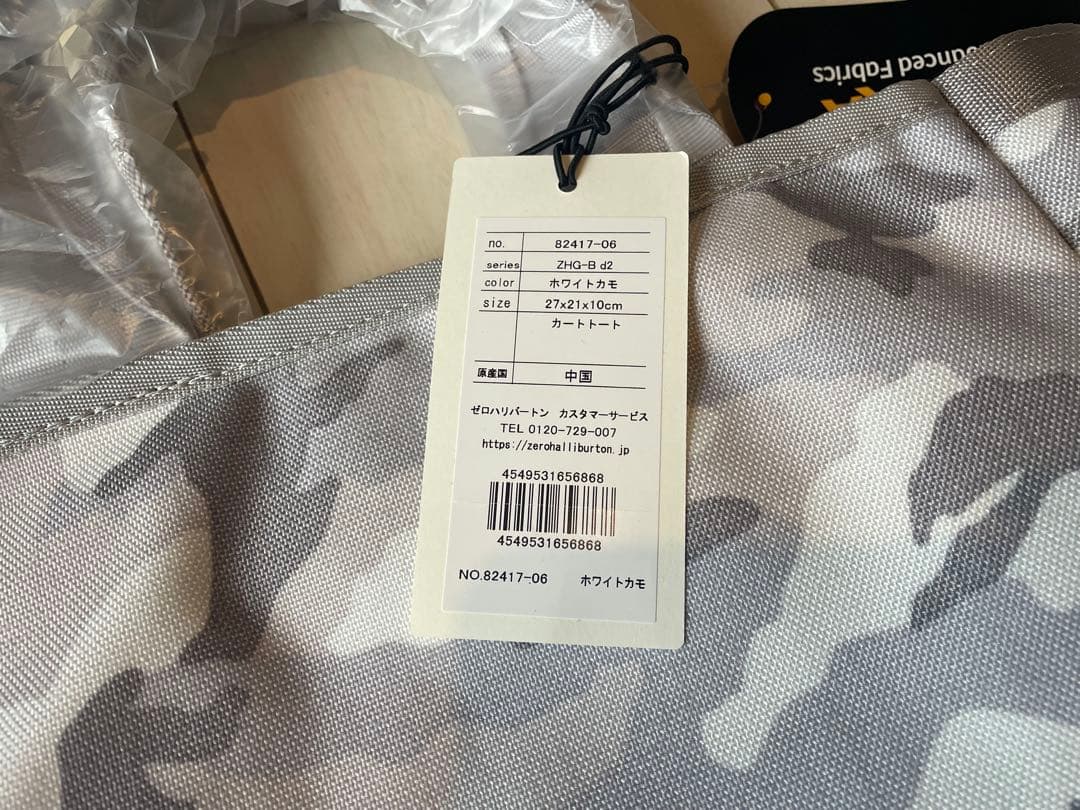 anced Fabrics
no. 82417-06
series ZHG-B d2
color ホワイトカモ
size 27x21x10cm
カートトート
原産国 中国
ゼロハリバートン カスタマーサービス
TEL 0120-729-007
https://zerohalliburton.jp
4549531656868
4549531656868
NO.82417-06 ホワイトカモ